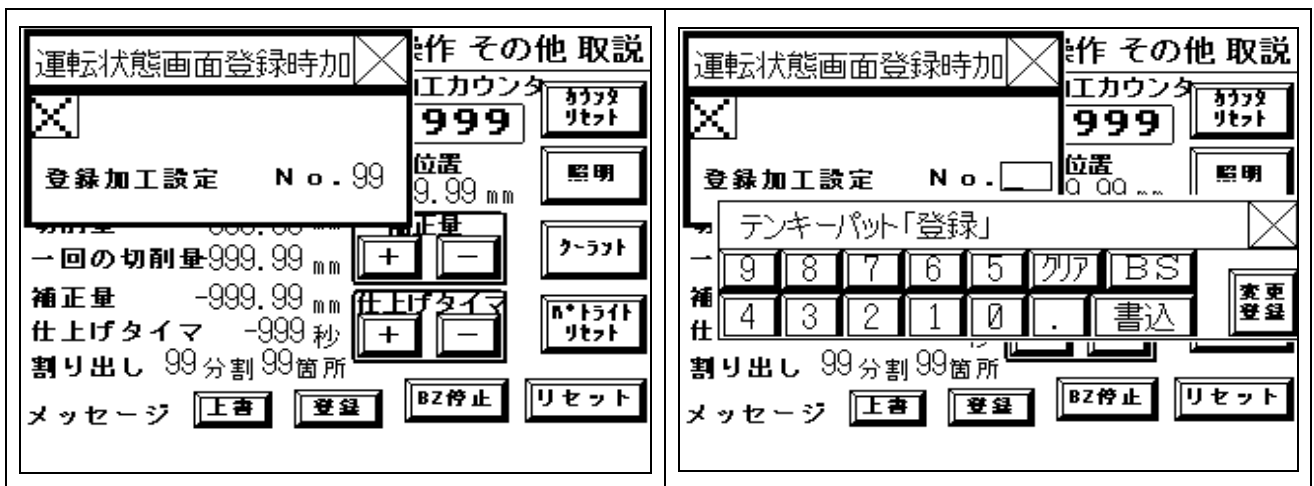 運転状態画面登録時加
作 その他 取説
工カウンタ
999
カウンタ
リセット
登録加工設定 No.99
位置
9.99 mm
照明
補正量
+ -
クーラント
一回の切削量999.99 mm
補正量 -999.99 mm
仕上げタイマ
+ -
仕上げタイマ -999 秒
パトライト
リセット
割り出し 99分割 99箇所
メッセージ 上書 登録 BZ停止 リセット
運転状態画面登録時加
作 その他 取説
工カウンタ
999
カウンタ
リセット
登録加工設定 No._
位置
照明
テンキーパット「登録」
9 8 7 6 5 クリア BS
4 3 2 1 0 . 書込
変更
登録
割り出し 99分割 99箇所
メッセージ 上書 登録 BZ停止 リセット